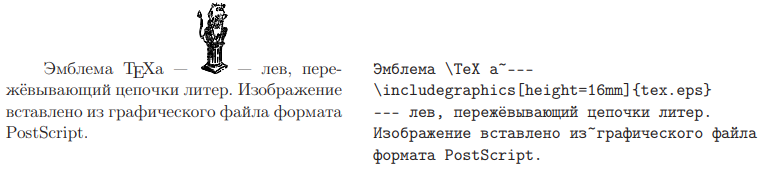 Эмблема TEXа — — лев, пере-
жёвывающий цепочки литер. Изображение
вставлено из графического файла формата
PostScript.
Эмблема \TeX а~---
\includegraphics[height=16mm]{tex.eps}
--- лев, пережёвывающий цепочки литер.
Изображение вставлено из~графического файла
формата PostScript.